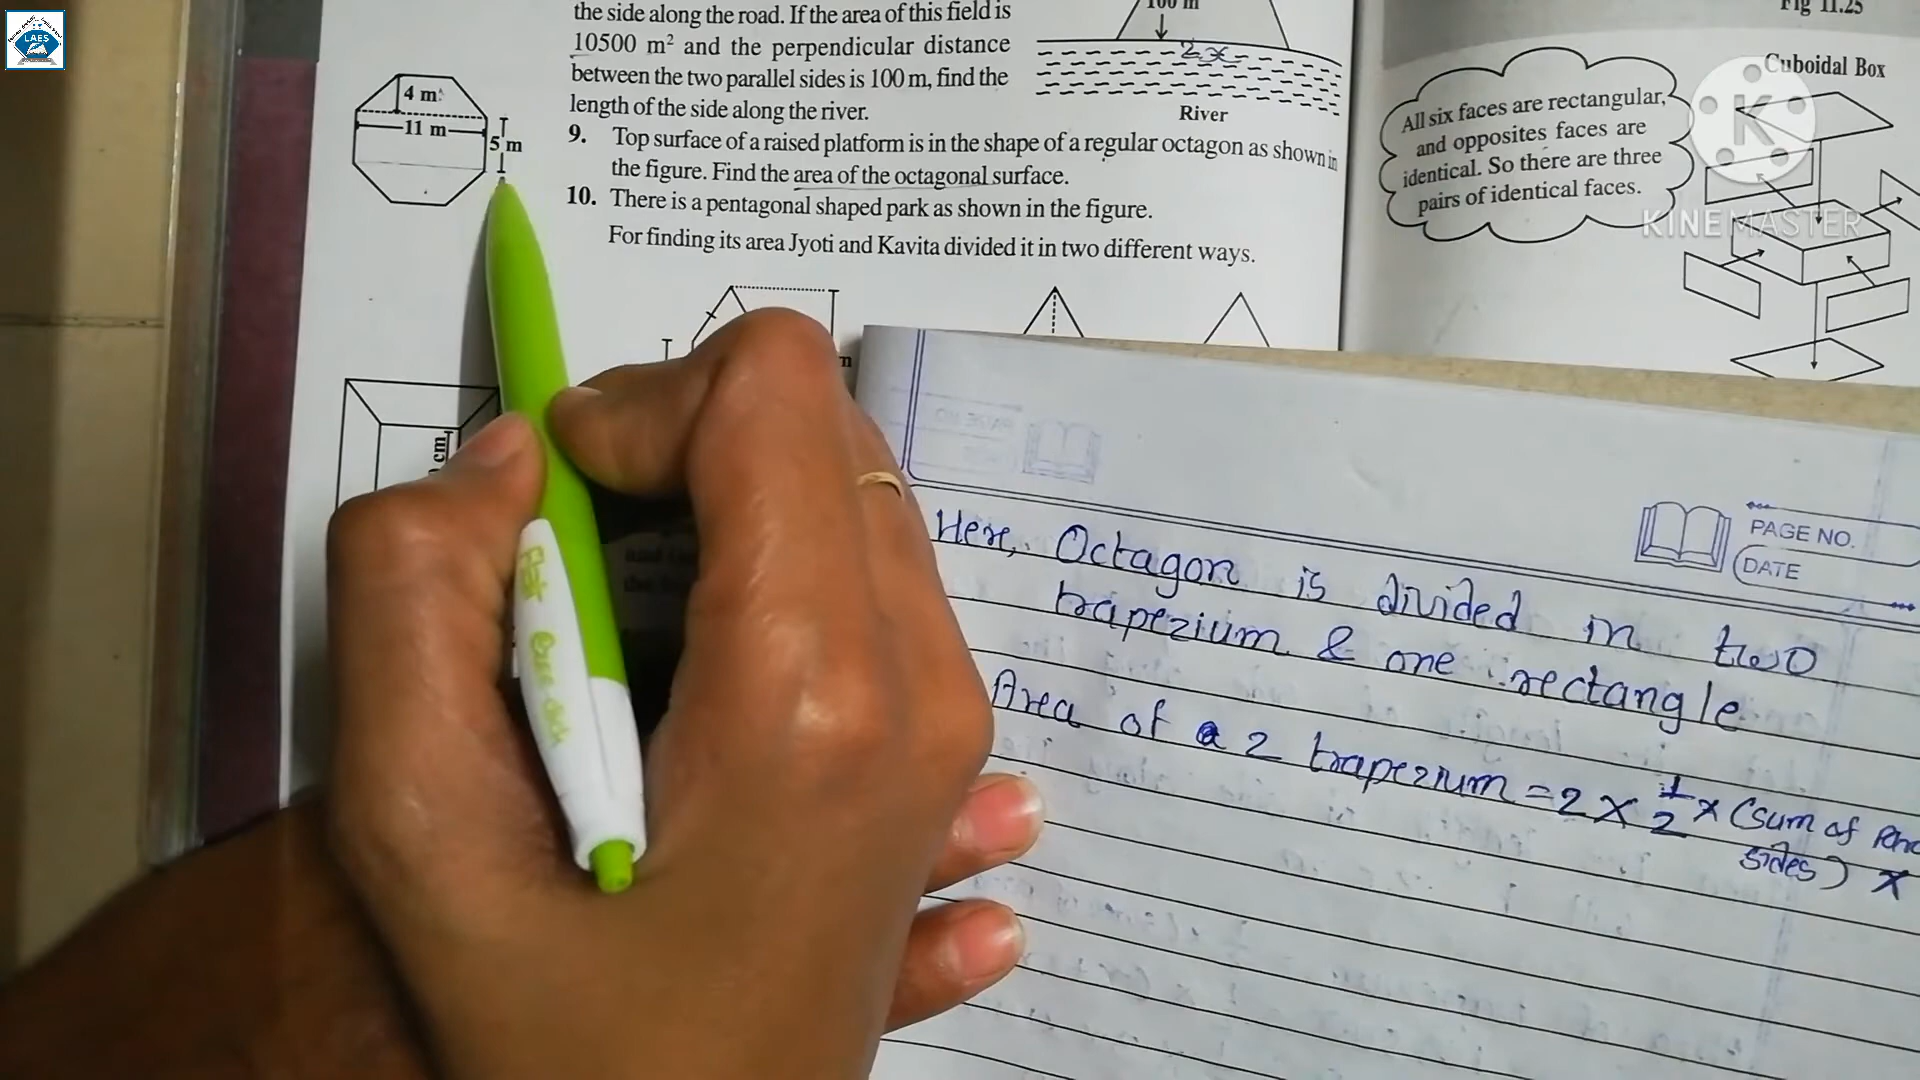 LAES
the side along the road. If the area of this field is
10500 m² and the perpendicular distance
between the two parallel sides is 100 m, find the
length of the side along the river.
100 m
2x
River
4 m
11 m
5 m
9. Top surface of a raised platform is in the shape of a regular octagon as shown in
the figure. Find the area of the octagonal surface.
10. There is a pentagonal shaped park as shown in the figure.
For finding its area Jyoti and Kavita divided it in two different ways.
cm
Fig 11.25
Cuboidal Box
All six faces are rectangular,
and opposites faces are
identical. So there are three
pairs of identical faces.
K
KINEMASTER
PAGE NO.
DATE
Here, Octagon is divided in two
trapezium & one rectangle
Area of 2 trapezium = 2 × 1/2 × (sum of
sides) ×